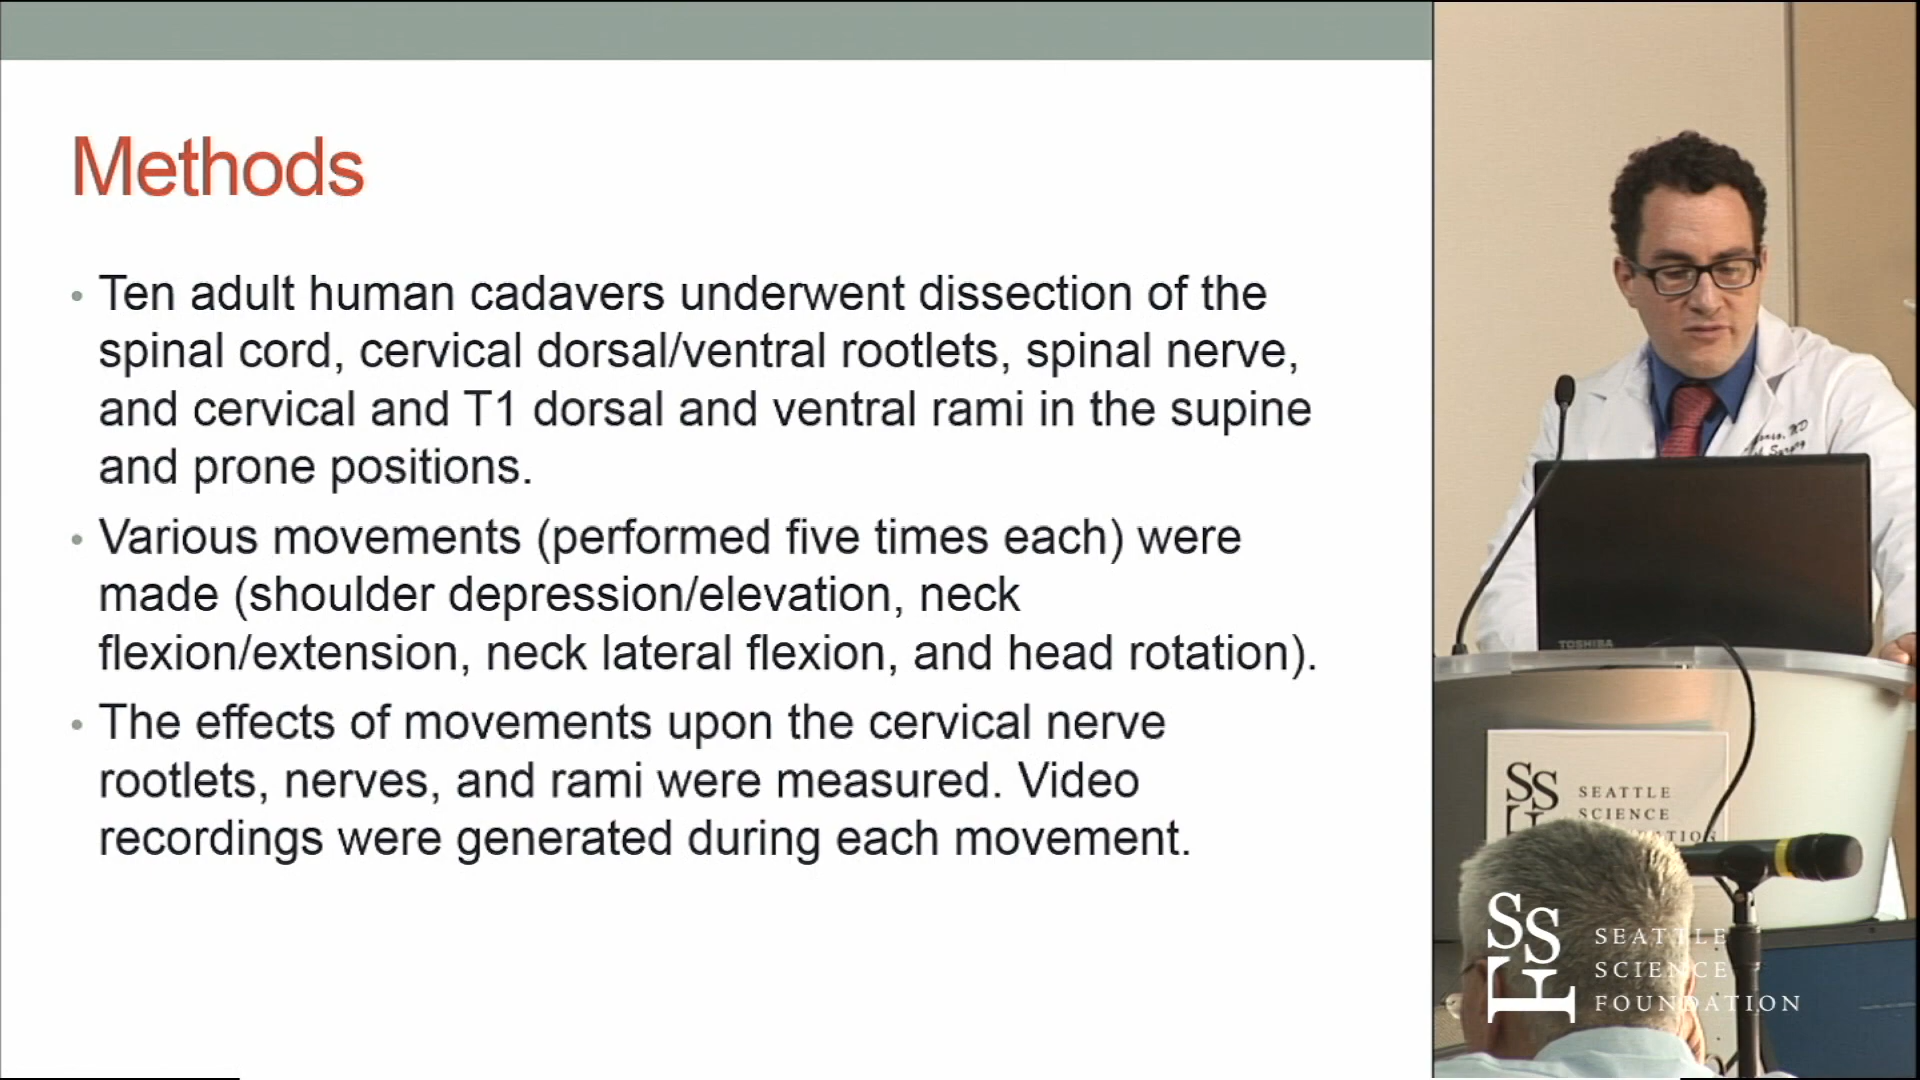 Methods
• Ten adult human cadavers underwent dissection of the
spinal cord, cervical dorsal/ventral rootlets, spinal nerve,
and cervical and T1 dorsal and ventral rami in the supine
and prone positions.
• Various movements (performed five times each) were
made (shoulder depression/elevation, neck
flexion/extension, neck lateral flexion, and head rotation).
• The effects of movements upon the cervical nerve
rootlets, nerves, and rami were measured. Video
recordings were generated during each movement.
MD
TOSHIBA
SSF
SEATTLE
SCIENCE
SSF
SEATTLE
SCIENCE
FOUNDATION